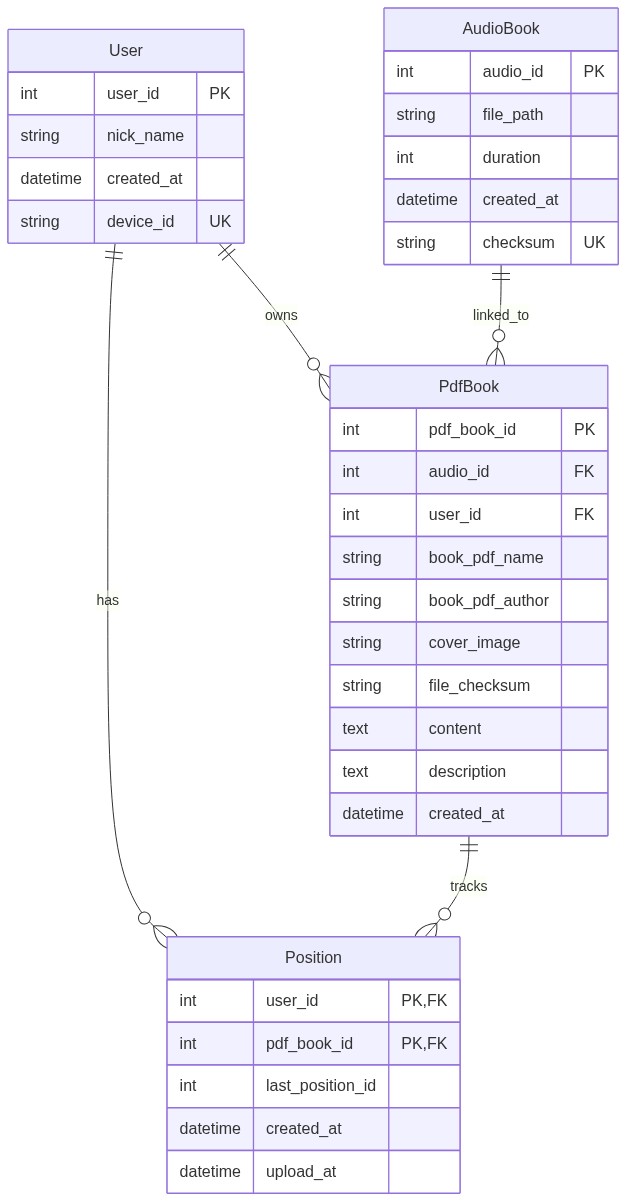 User
int user_id PK
string nick_name
datetime created_at
string device_id UK
AudioBook
int audio_id PK
string file_path
int duration
datetime created_at
string checksum UK
owns
linked_to
PdfBook
int pdf_book_id PK
int audio_id FK
int user_id FK
string book_pdf_name
string book_pdf_author
string cover_image
string file_checksum
text content
text description
datetime created_at
has
tracks
Position
int user_id PK,FK
int pdf_book_id PK,FK
int last_position_id
datetime created_at
datetime upload_at